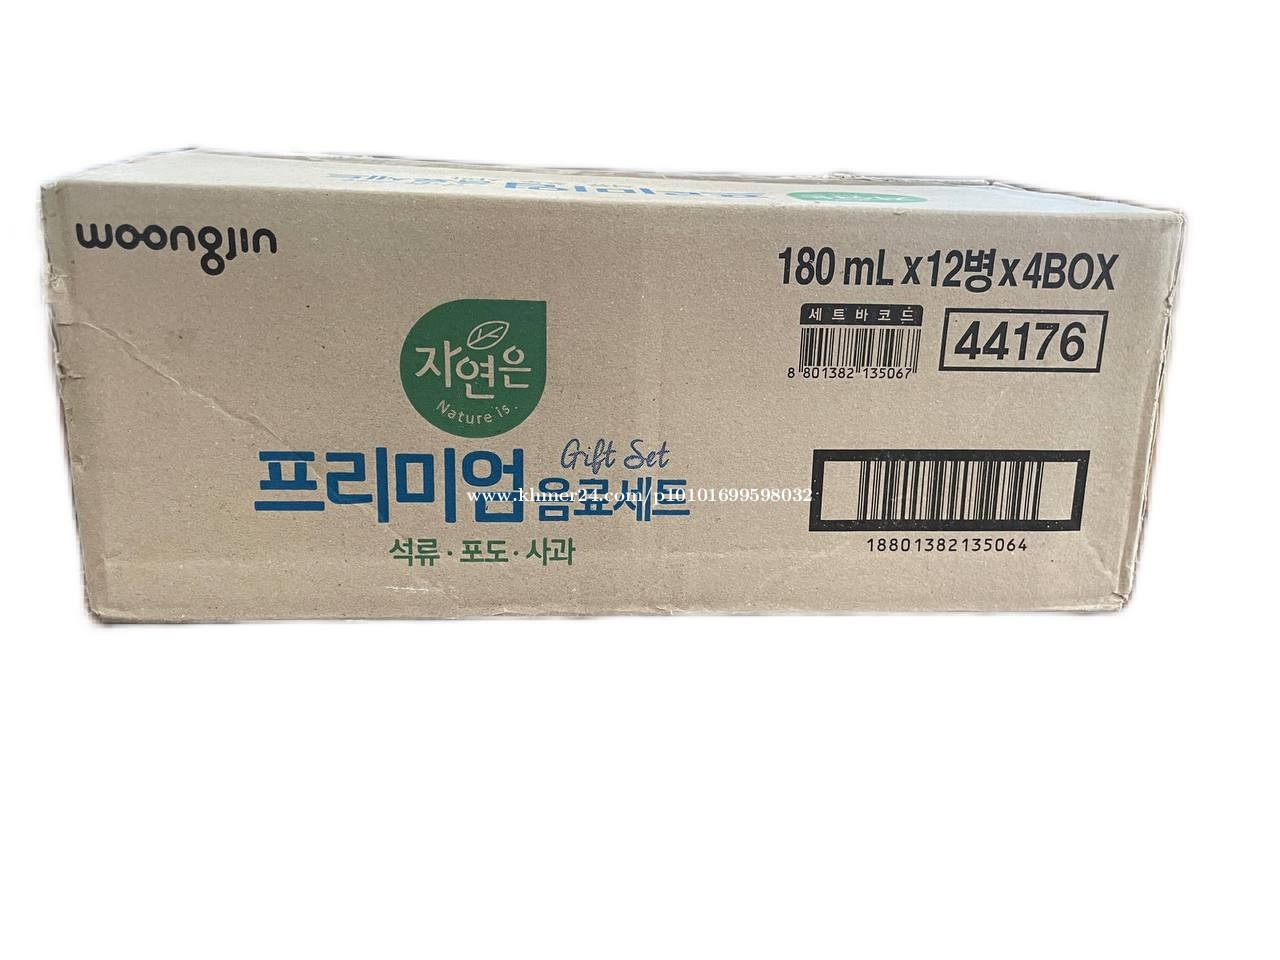 woongjin
180 mL x12병x4BOX
세트바코드
8 801382 135067
44176
자연은
Nature is.
Gift Set
프리미엄 음료세트
www.khmer24.com/p10101699598032
석류·포도·사과
18801382135064